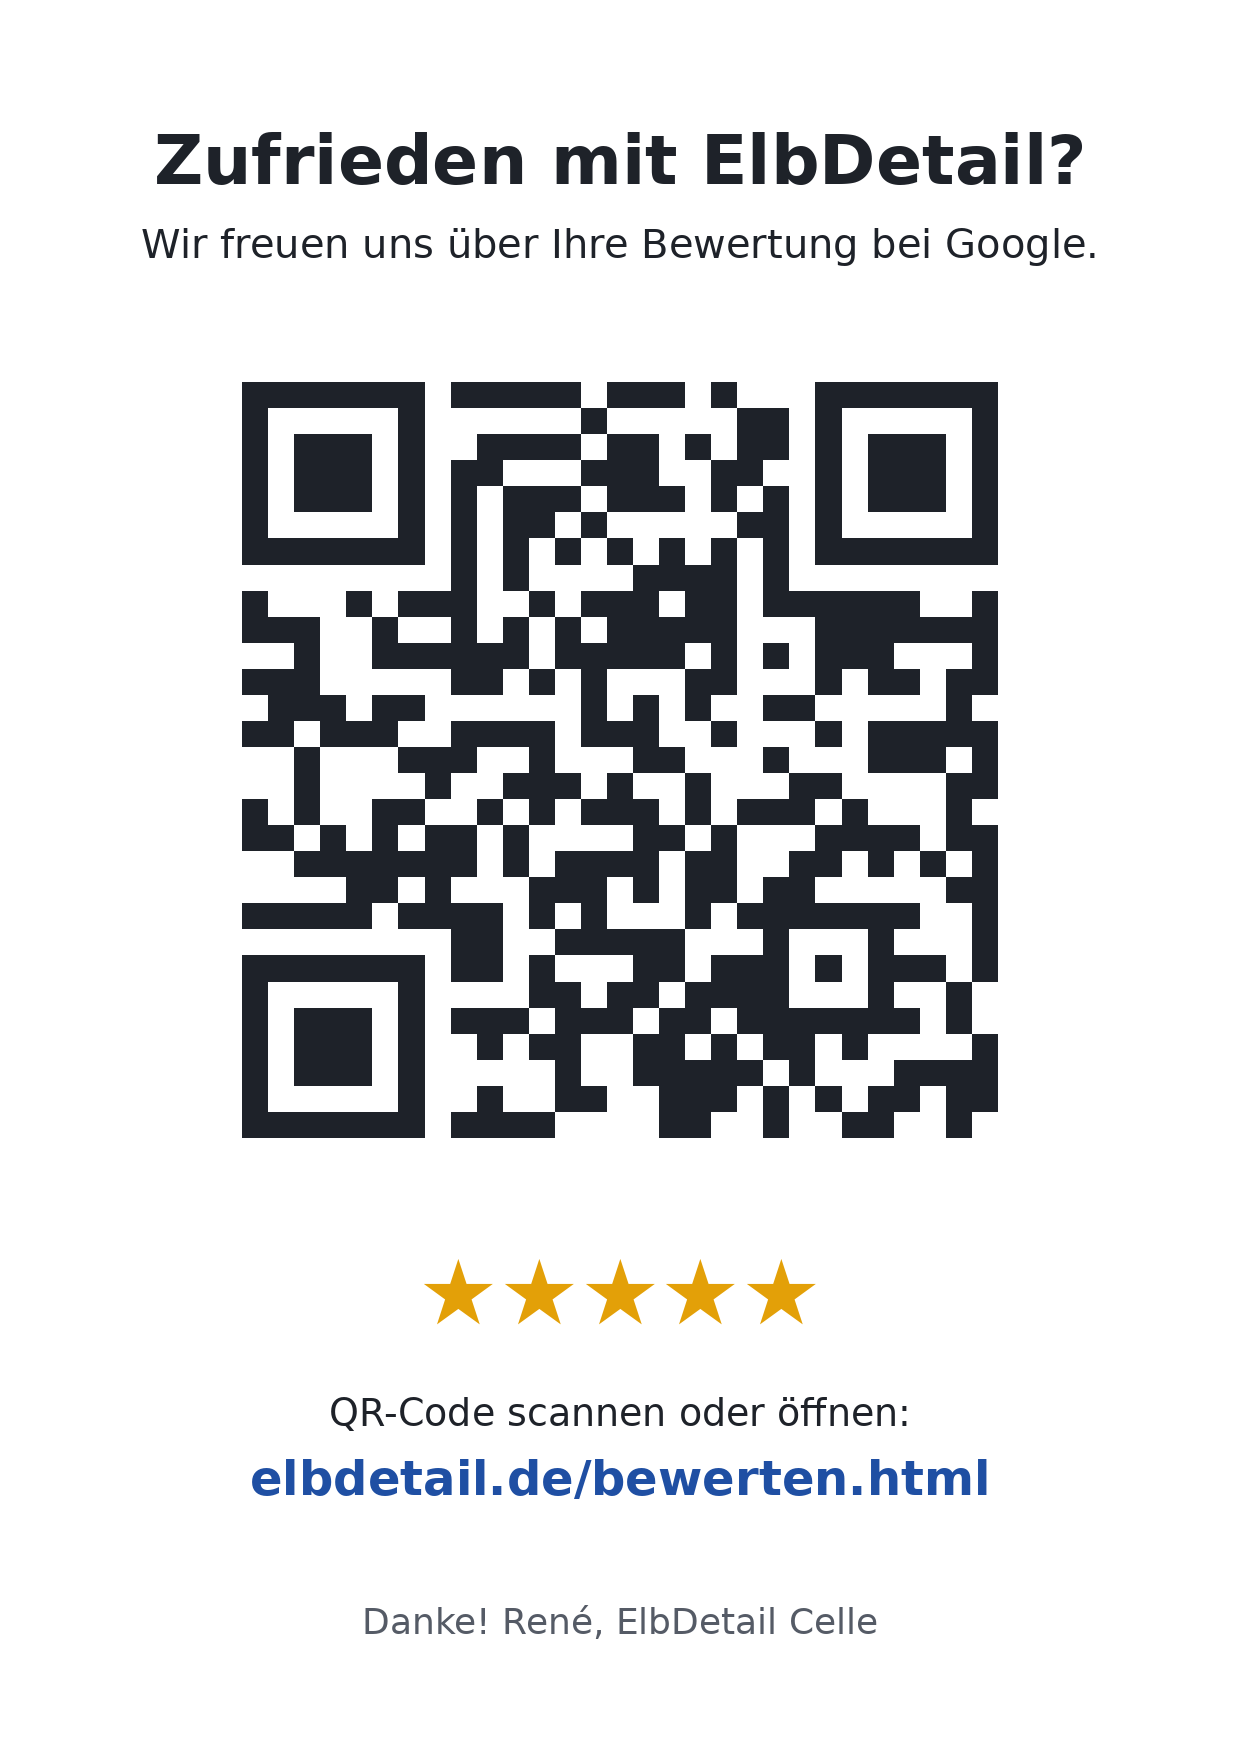 Zufrieden mit ElbDetail?
Wir freuen uns über Ihre Bewertung bei Google.
QR-Code scannen oder öffnen:
elbdetail.de/bewerten.html
Danke! René, ElbDetail Celle